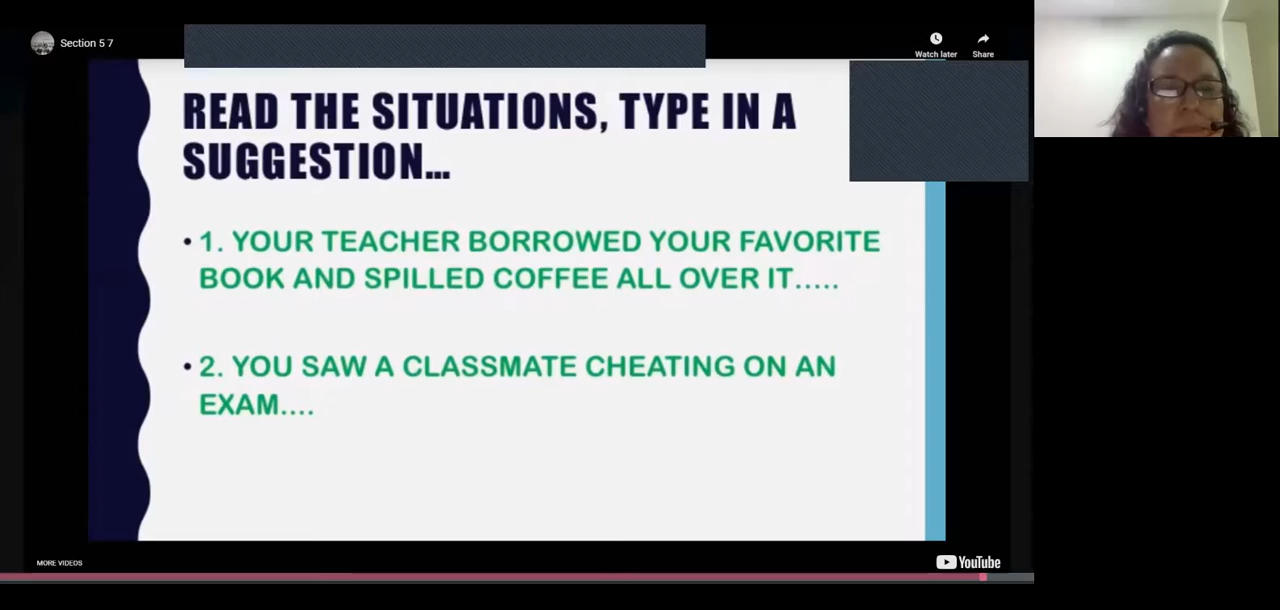 Section 5 7
Watch later
Share
READ THE SITUATIONS, TYPE IN A
SUGGESTION...
• 1. YOUR TEACHER BORROWED YOUR FAVORITE
BOOK AND SPILLED COFFEE ALL OVER IT.....
• 2. YOU SAW A CLASSMATE CHEATING ON AN
EXAM....
MORE VIDEOS
YouTube